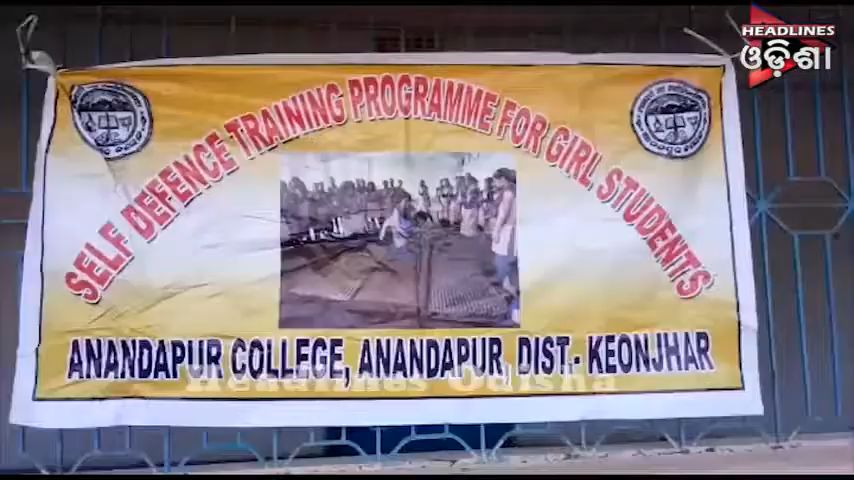 HEADLINES
ଓଡ଼ିଶା
SELF DEFENCE TRAINING PROGRAMME FOR GIRL STUDENTS
ANANDAPUR COLLEGE, ANANDAPUR, DIST.- KEONJHAR
Headlines Odisha